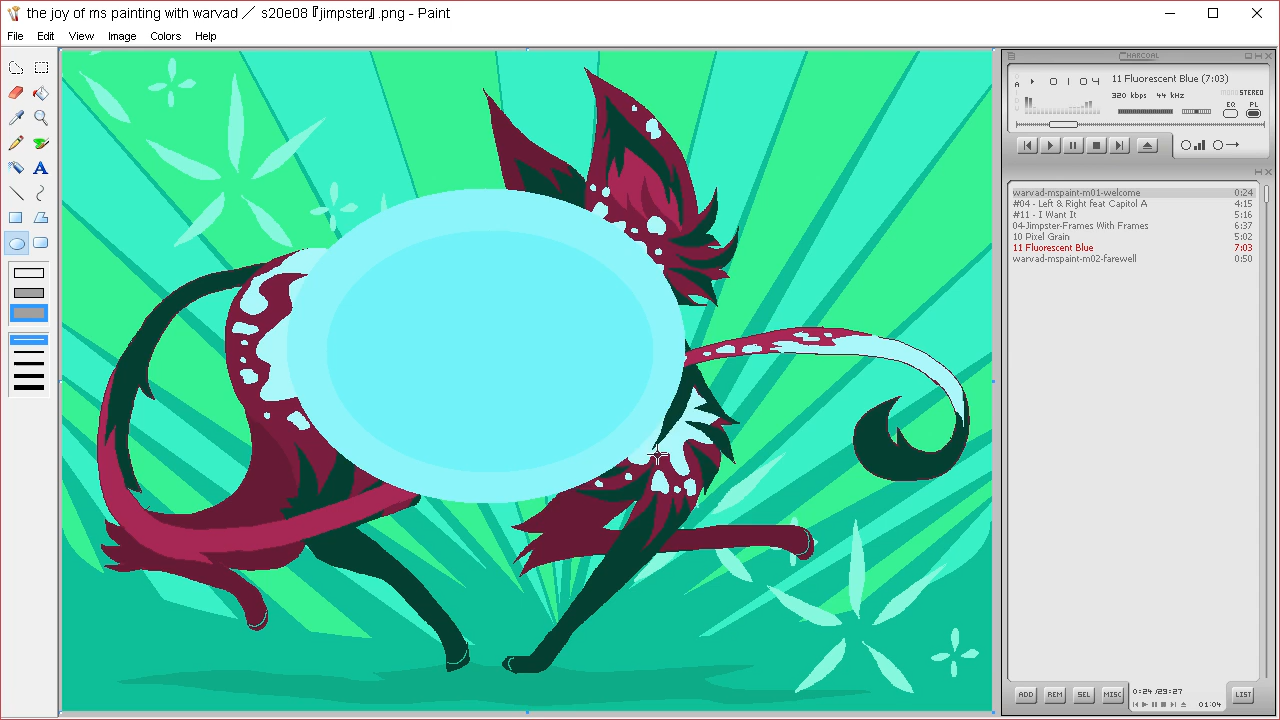 the joy of ms painting with warvad ／ s20e08『jimpster』.png - Paint
File Edit View Image Colors Help
CHARCOAL
11 Fluorescent Blue (7:03)
01 04
320 kbps 44 kHz STEREO
EQ PL
warvad-mspaint-m01-welcome 0:24
#04 - Left & Right feat Capitol A 4:15
#11 - I Want It 5:16
04-Jimpster-Frames With Frames 6:37
10 Pixel Grain 5:02
11 Fluorescent Blue 7:03
warvad-mspaint-m02-farewell 0:50
ADD REM SEL MISC 0:24/29:27 LIST
01:04